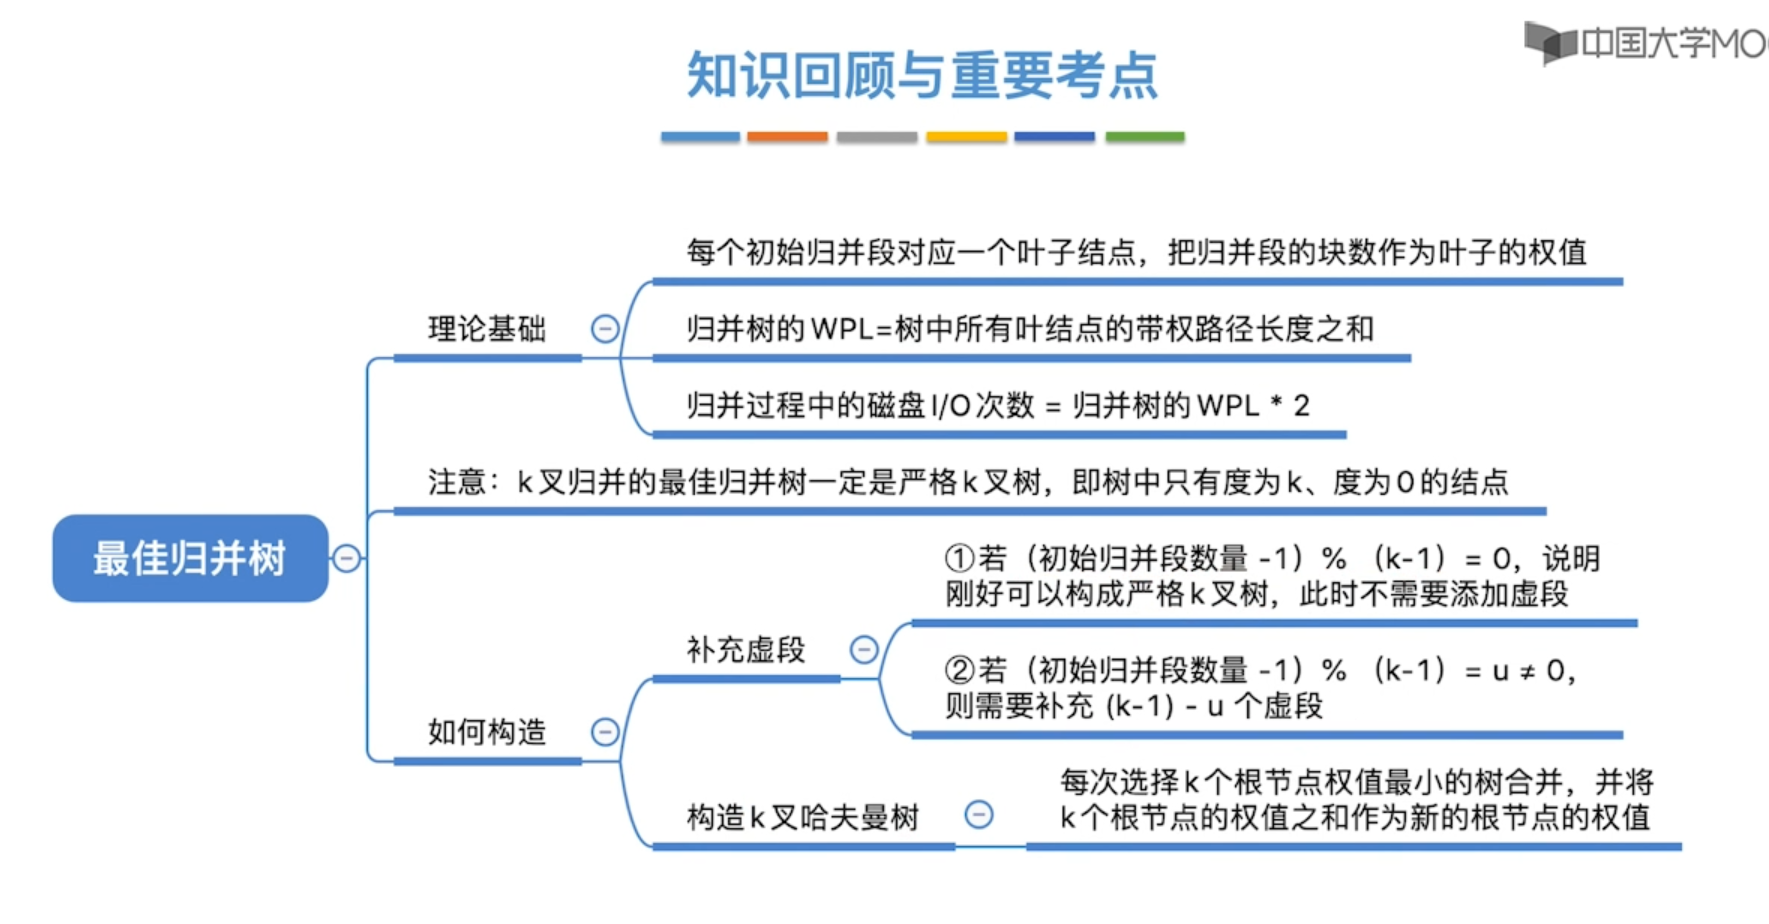 中国大学MOO
知识回顾与重要考点
每个初始归并段对应一个叶子结点，把归并段的块数作为叶子的权值
理论基础
归并树的WPL=树中所有叶结点的带权路径长度之和
归并过程中的磁盘I/O次数 = 归并树的WPL * 2
注意：k叉归并的最佳归并树一定是严格k叉树，即树中只有度为k、度为0的结点
最佳归并树
①若（初始归并段数量 -1）% （k-1）= 0，说明
刚好可以构成严格k叉树，此时不需要添加虚段
补充虚段
②若（初始归并段数量 -1）% （k-1）= u ≠ 0，
则需要补充 (k-1) - u 个虚段
如何构造
每次选择k个根节点权值最小的树合并，并将
k个根节点的权值之和作为新的根节点的权值
构造k叉哈夫曼树